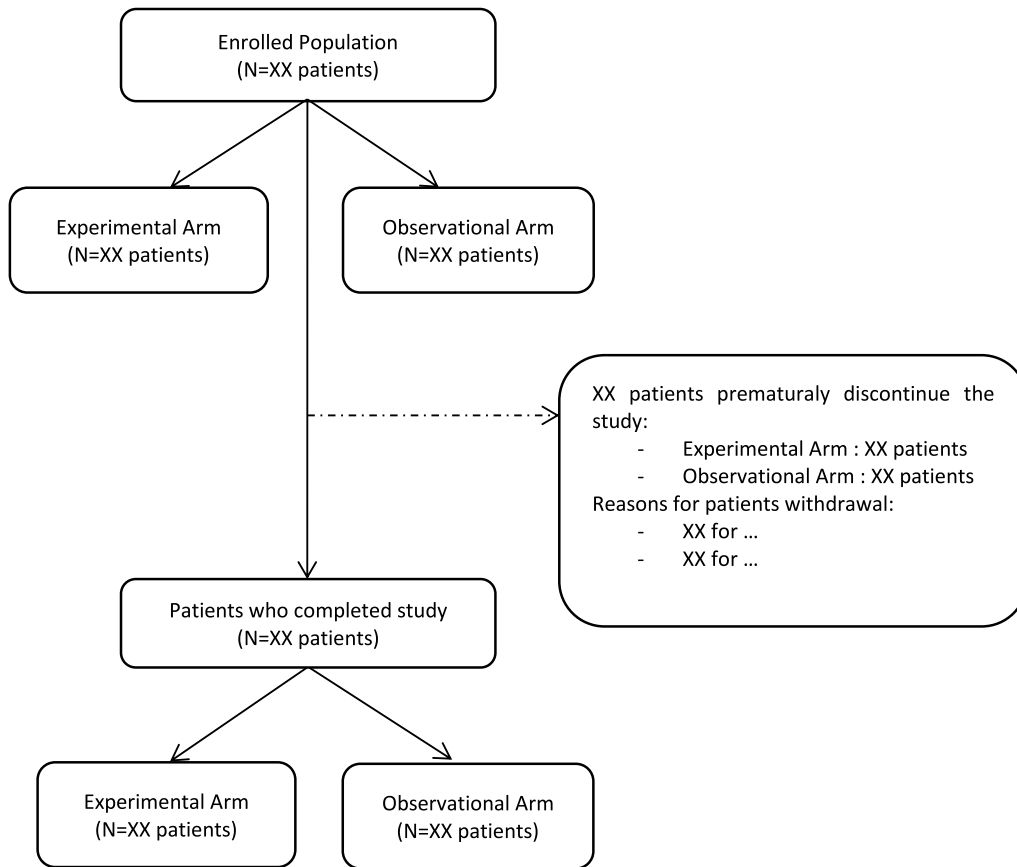 Enrolled Population
(N=XX patients)
Experimental Arm
(N=XX patients)
Observational Arm
(N=XX patients)
XX patients prematuraly discontinue the
study:
- Experimental Arm : XX patients
- Observational Arm : XX patients
Reasons for patients withdrawal:
- XX for …
- XX for …
Patients who completed study
(N=XX patients)
Experimental Arm
(N=XX patients)
Observational Arm
(N=XX patients)